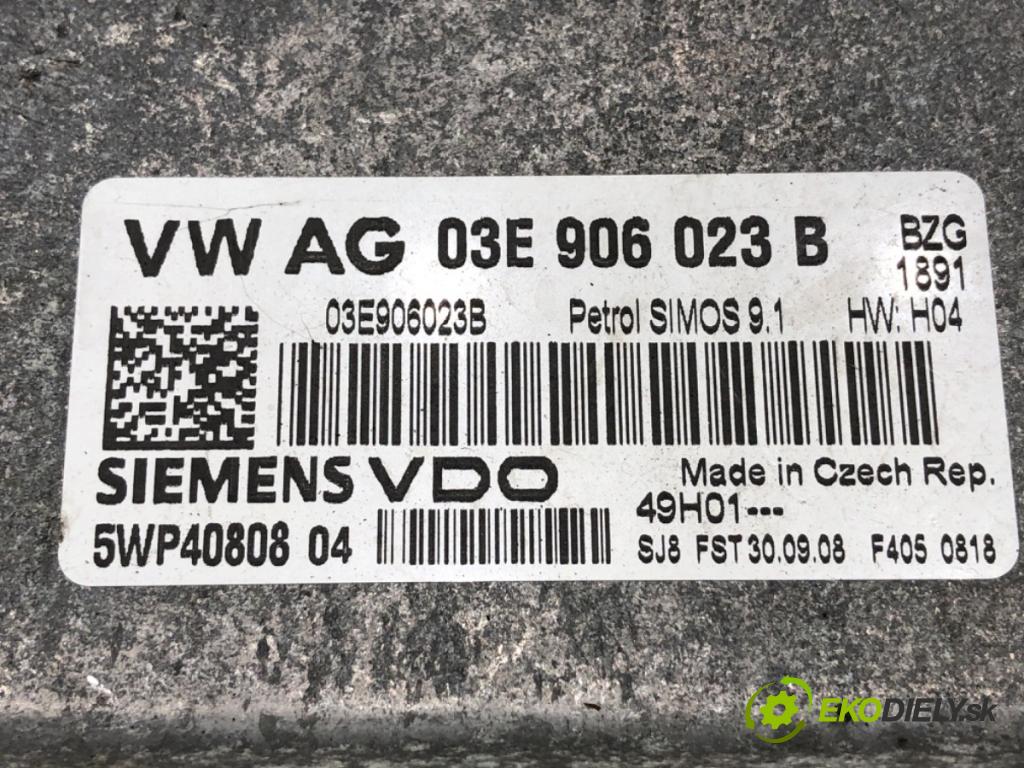 VW AG 03E 906 023 B
BZG
1891
03E906023B Petrol SIMOS 9.1 HW: H04
SIEMENS VDO
Made in Czech Rep.
49H01---
5WP40808 04
SJ8 FST 30.09.08 F405 0818
EKODIELY.sk